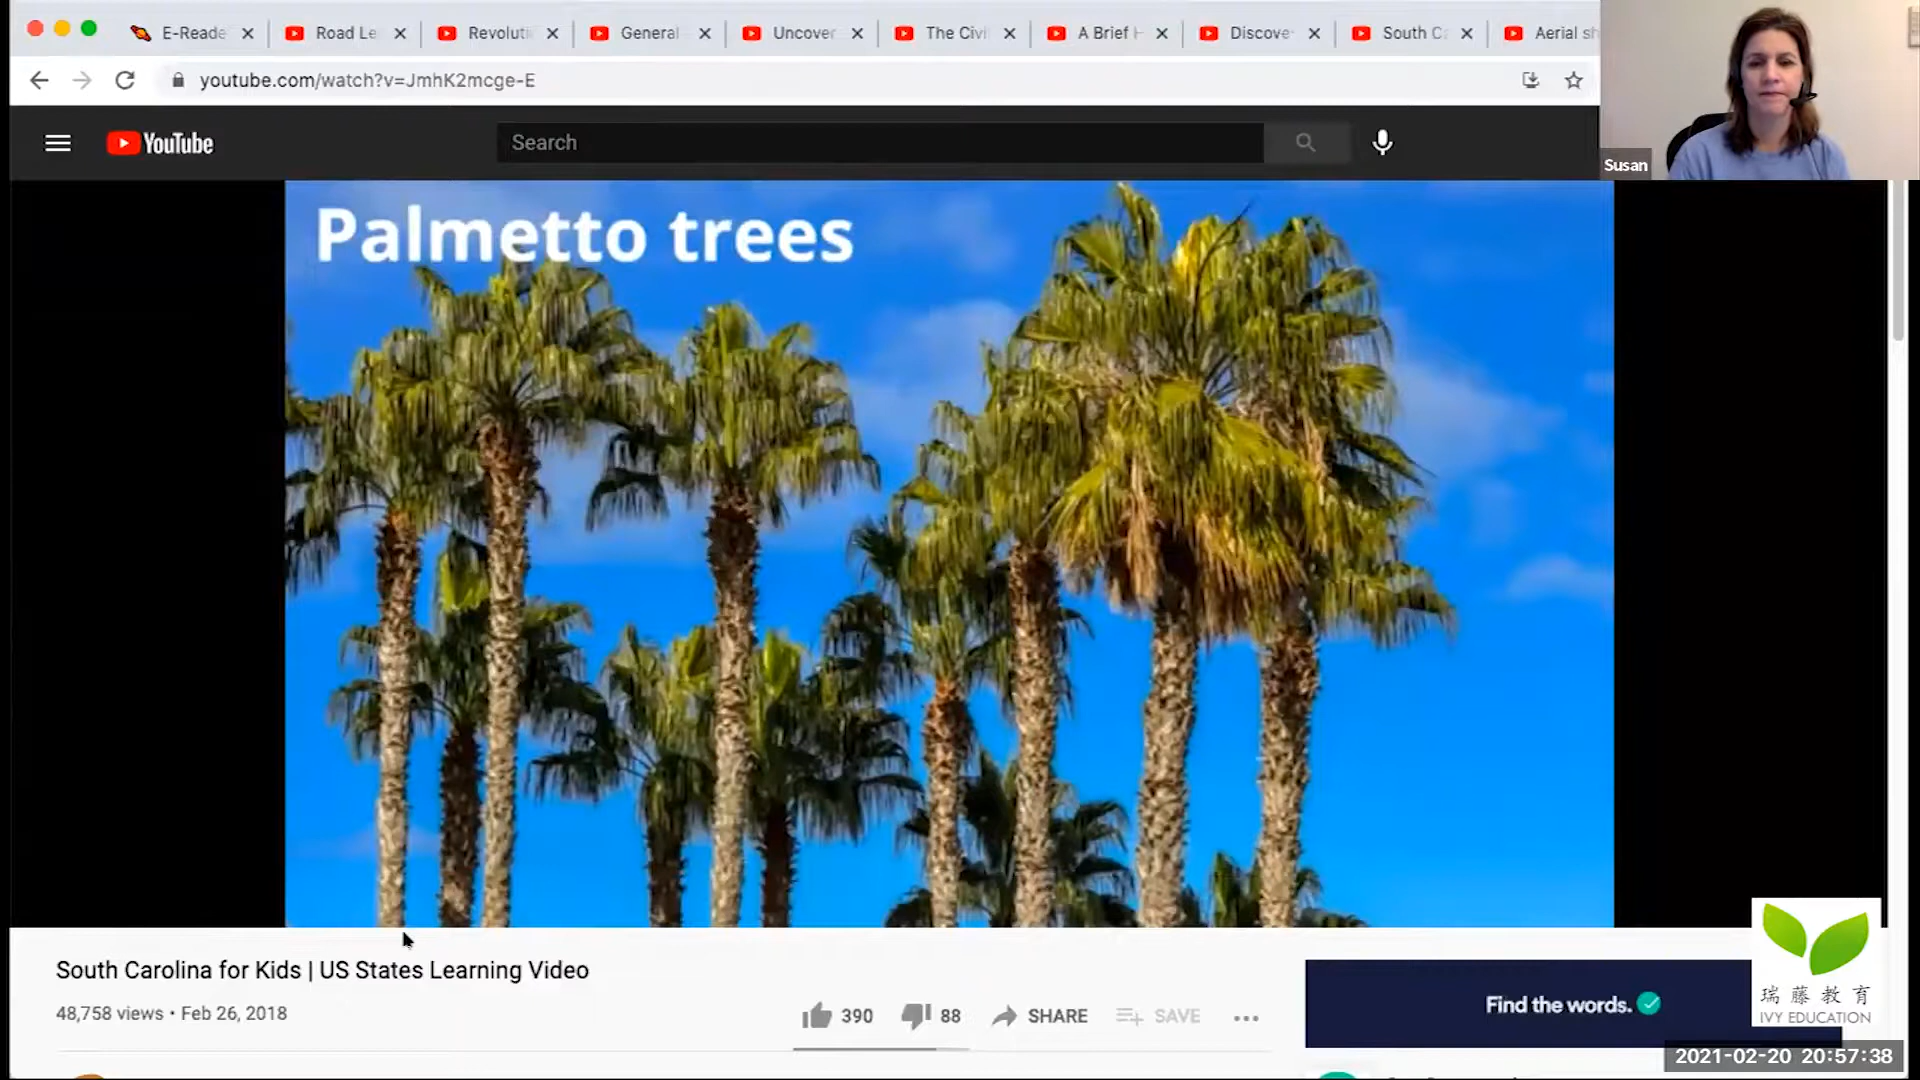 E-Reade
Road Le
Revoluti
General
Uncover
The Civi
A Brief H
Discove
South Ca
Aerial sh
youtube.com/watch?v=JmhK2mcge-E
YouTube
Search
Susan
Palmetto trees
South Carolina for Kids | US States Learning Video
48,758 views • Feb 26, 2018
390
88
SHARE
SAVE
Find the words.
瑞藤教育
IVY EDUCATION
2021-02-20 20:57:38